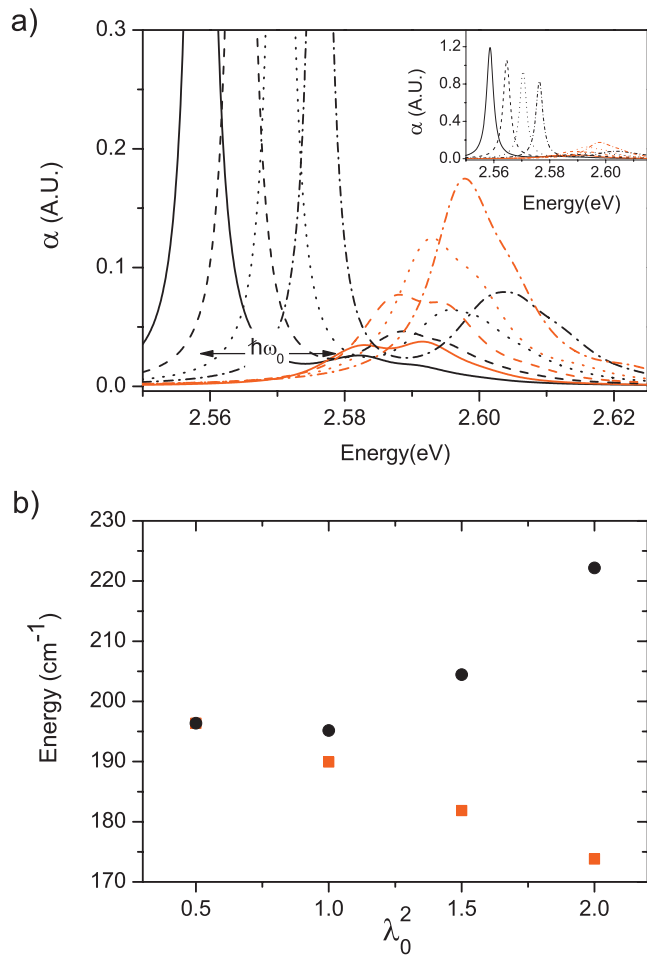 a)
0.3
0.2
0.1
0.0
α (A.U.)
ħω₀
2.56
2.58
2.60
2.62
Energy(eV)
1.2
0.8
0.4
0.0
α (A.U.)
2.56
2.58
2.60
Energy(eV)
b)
230
220
210
200
190
180
170
Energy (cm⁻¹)
0.5
1.0
1.5
2.0
λ₀²